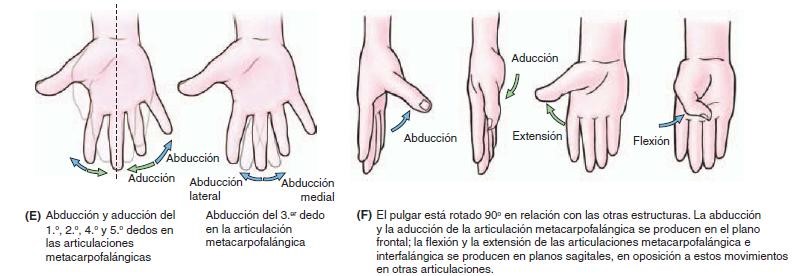 Aducción
Abducción
Extensión
Flexión
Abducción
Aducción
Abducción
lateral
Abducción
medial
(E) Abducción y aducción del
1.º, 2.º, 4.º y 5.º dedos en
las articulaciones
metacarpofalángicas
Abducción del 3.er dedo
en la articulación
metacarpofalángica
(F) El pulgar está rotado 90º en relación con las otras estructuras. La abducción
y la aducción de la articulación metacarpofalángica se producen en el plano
frontal; la flexión y la extensión de las articulaciones metacarpofalángica e
interfalángica se producen en planos sagitales, en oposición a estos movimientos
en otras articulaciones.